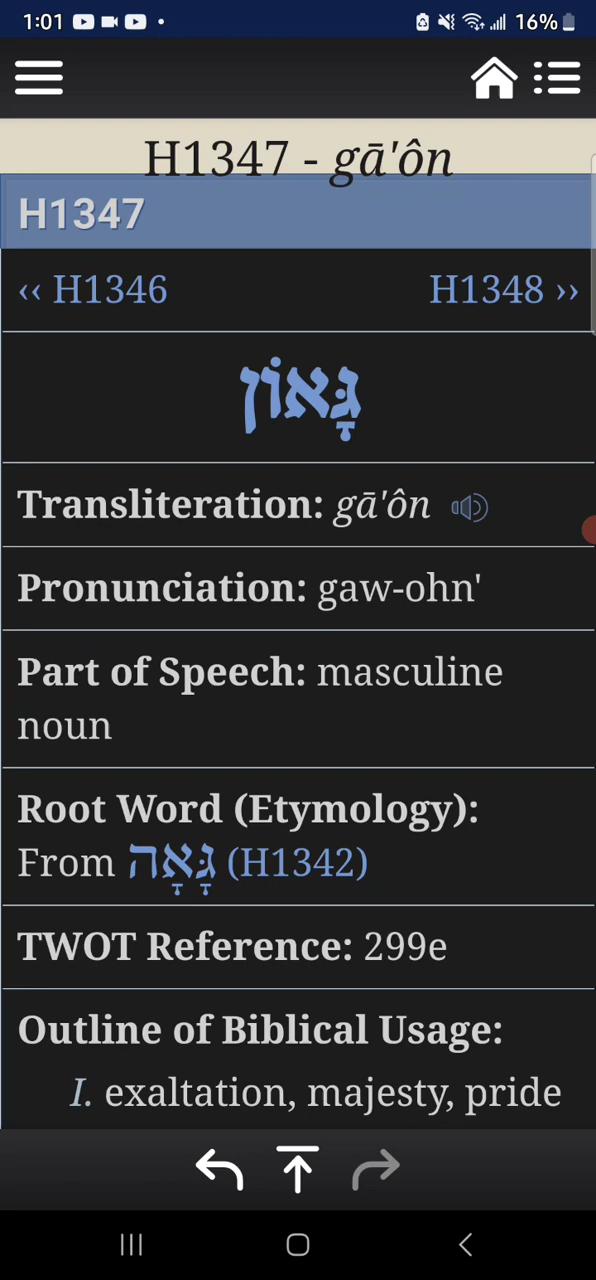 1:01 16%
H1347 - gā'ôn
H1347
‹‹ H1346 H1348 ››
גָּאוֹן
Transliteration: gā'ôn
Pronunciation: gaw-ohn'
Part of Speech: masculine
noun
Root Word (Etymology):
From גָּאָה (H1342)
TWOT Reference: 299e
Outline of Biblical Usage:
I. exaltation, majesty, pride